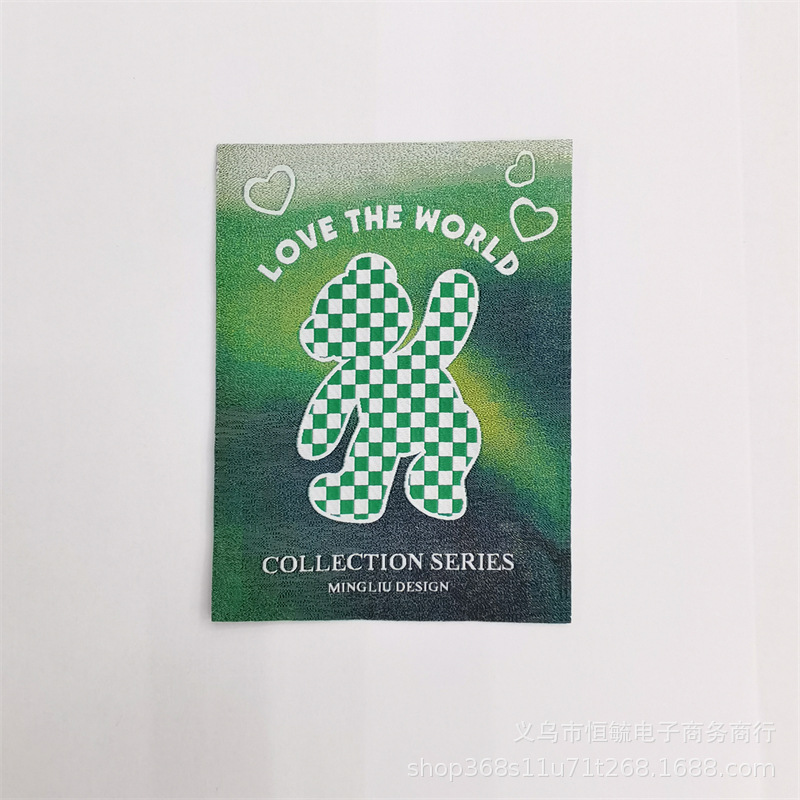 LOVE THE WORLD
COLLECTION SERIES
MINGLIU DESIGN
义乌市恒毓电子商务商行
shop368s11u71t268.1688.com